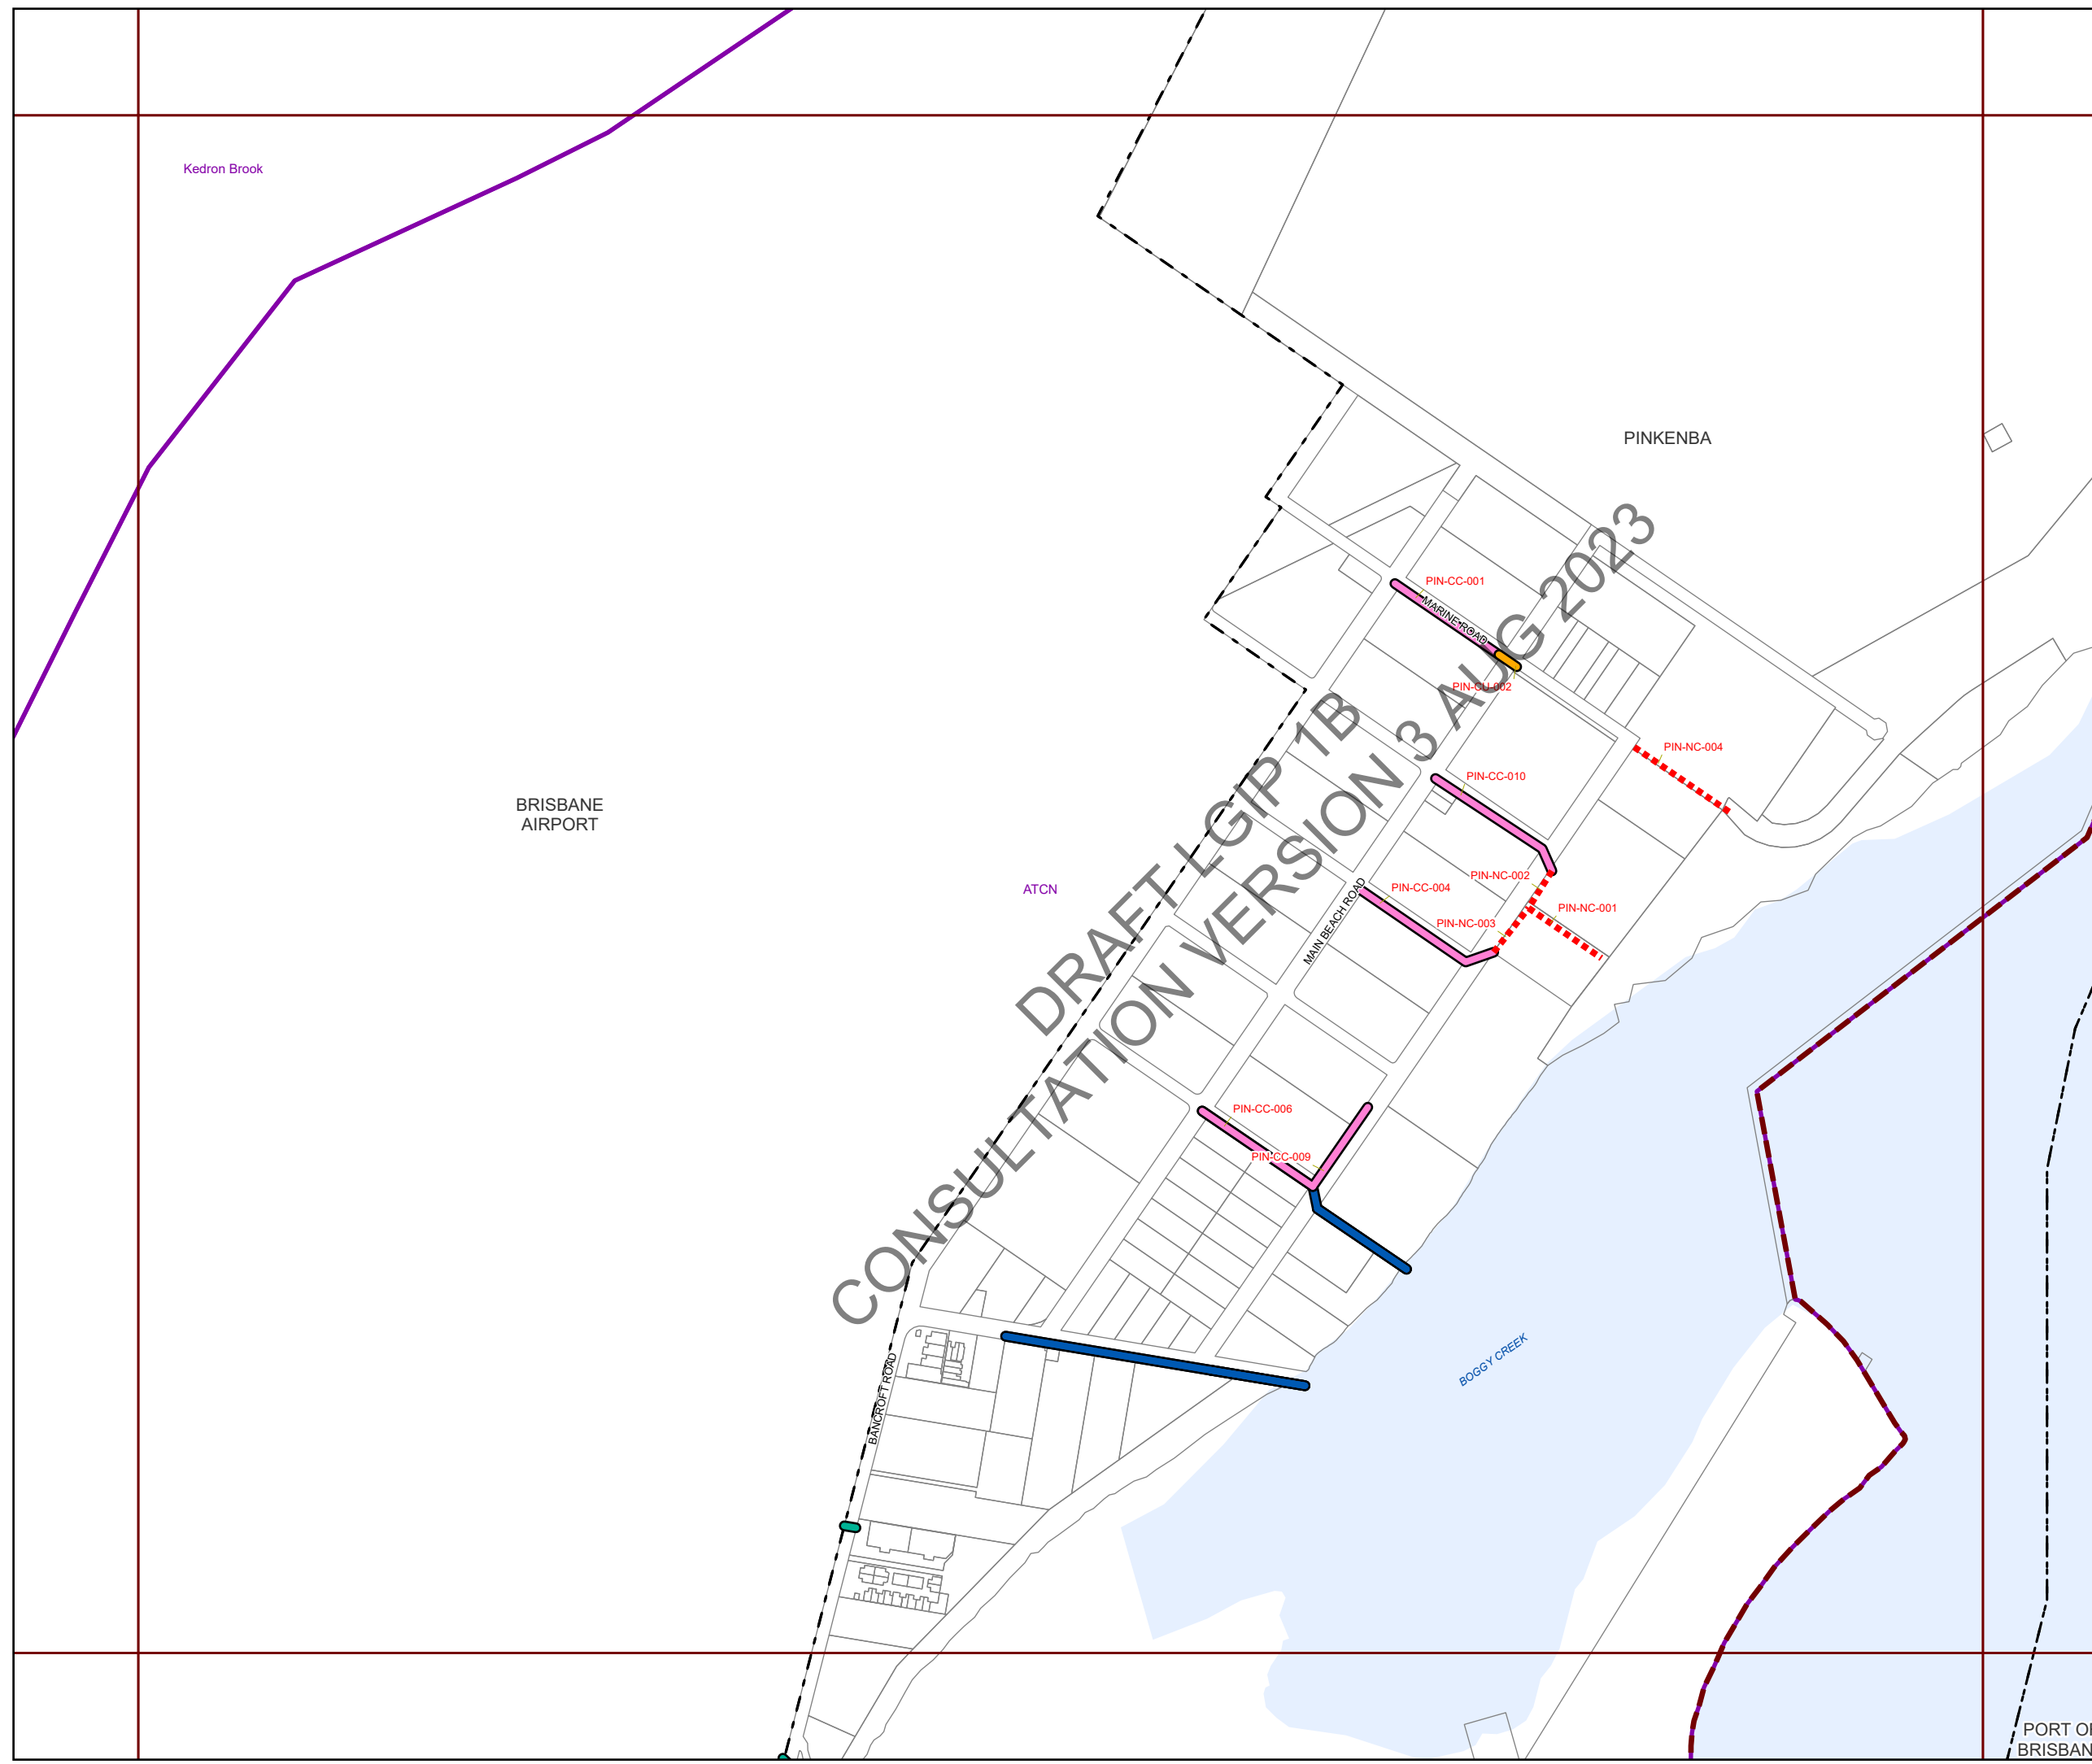 Kedron Brook
PINKENBA
PIN-CC-001
MARINE ROAD
PIN-CU-002
PIN-NC-004
PIN-CC-010
BRISBANE
AIRPORT
ATCN
PIN-NC-002
PIN-CC-004
PIN-NC-001
PIN-NC-003
MAIN BEACH ROAD
DRAFT LGIP 1B
CONSULTATION VERSION 3 AUG 2023
PIN-CC-006
PIN-CC-009
BOGGY CREEK
BANCROFT ROAD
PORT OF
BRISBAN